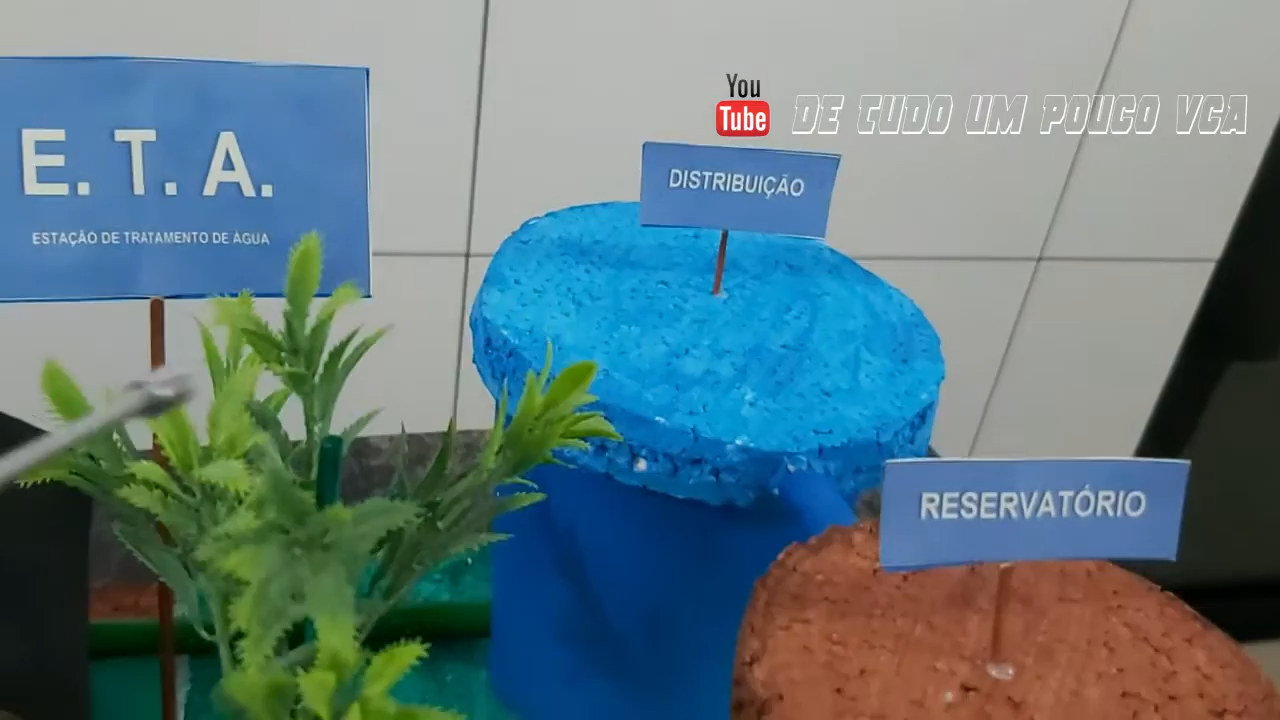 You
Tube
DE TUDO UM POUCO VCA
E. T. A.
ESTAÇÃO DE TRATAMENTO DE ÁGUA
DISTRIBUIÇÃO
RESERVATÓRIO